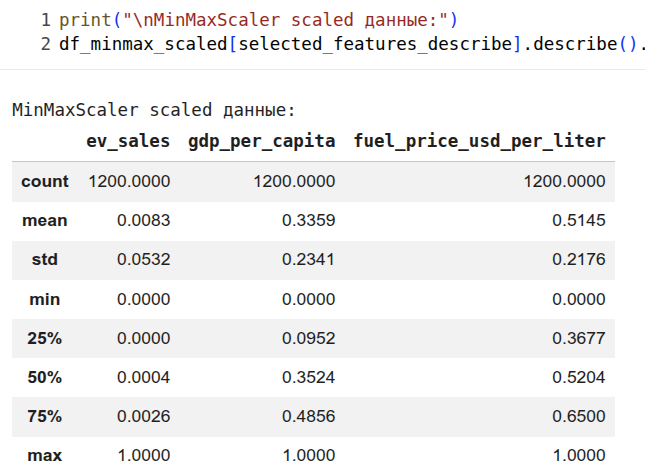 1 print("\nMinMaxScaler scaled данные:")
2 df_minmax_scaled[selected_features_describe].describe().
MinMaxScaler scaled данные:
ev_sales gdp_per_capita fuel_price_usd_per_liter
count 1200.0000 1200.0000 1200.0000
mean 0.0083 0.3359 0.5145
std 0.0532 0.2341 0.2176
min 0.0000 0.0000 0.0000
25% 0.0000 0.0952 0.3677
50% 0.0004 0.3524 0.5204
75% 0.0026 0.4856 0.6500
max 1.0000 1.0000 1.0000